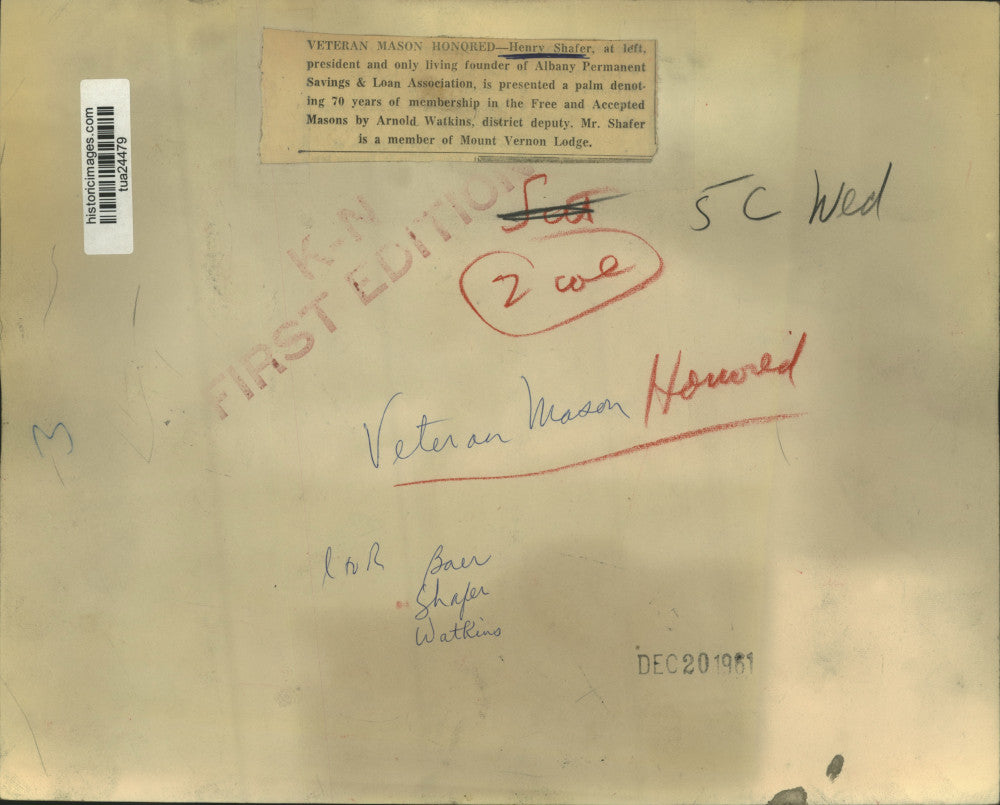 VETERAN MASON HONORED—Henry Shafer, at left,
president and only living founder of Albany Permanent
Savings & Loan Association, is presented a palm denot-
ing 70 years of membership in the Free and Accepted
Masons by Arnold Watkins, district deputy. Mr. Shafer
is a member of Mount Vernon Lodge.
historicimages.com
tua24479
K-N
FIRST EDITION
5 C Wed
2 col
Veteran Mason Honored
l to R Baer
Shafer
Watkins
DEC 20 1961